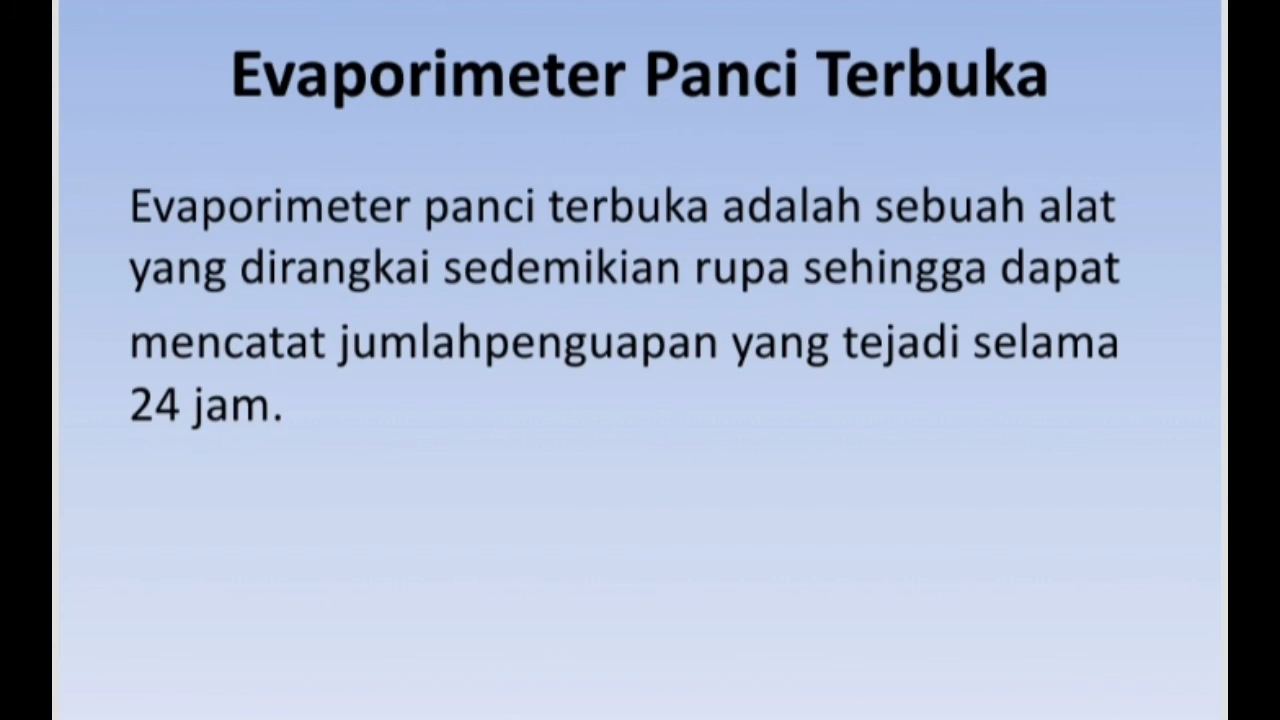 Evaporimeter Panci Terbuka
Evaporimeter panci terbuka adalah sebuah alat
yang dirangkai sedemikian rupa sehingga dapat
mencatat jumlahpenguapan yang tejadi selama
24 jam.